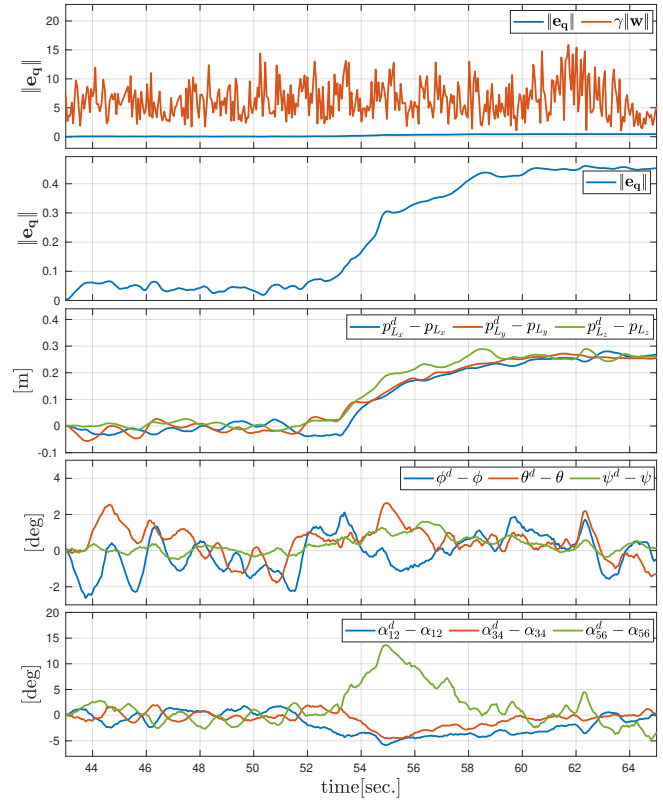 ‖e_q‖ γ‖w‖
20
15
10
5
0
‖e_q‖
‖e_q‖
0.4
0.3
0.2
0.1
0
‖e_q‖
p^d_{L_x} − p_{L_x} p^d_{L_y} − p_{L_y} p^d_{L_z} − p_{L_z}
0.4
0.3
0.2
0.1
0
-0.1
[m]
ϕ^d − ϕ θ^d − θ ψ^d − ψ
4
2
0
-2
[deg]
α^d_{12} − α_{12} α^d_{34} − α_{34} α^d_{56} − α_{56}
20
15
10
5
0
-5
[deg]
44 46 48 50 52 54 56 58 60 62 64
time[sec.]